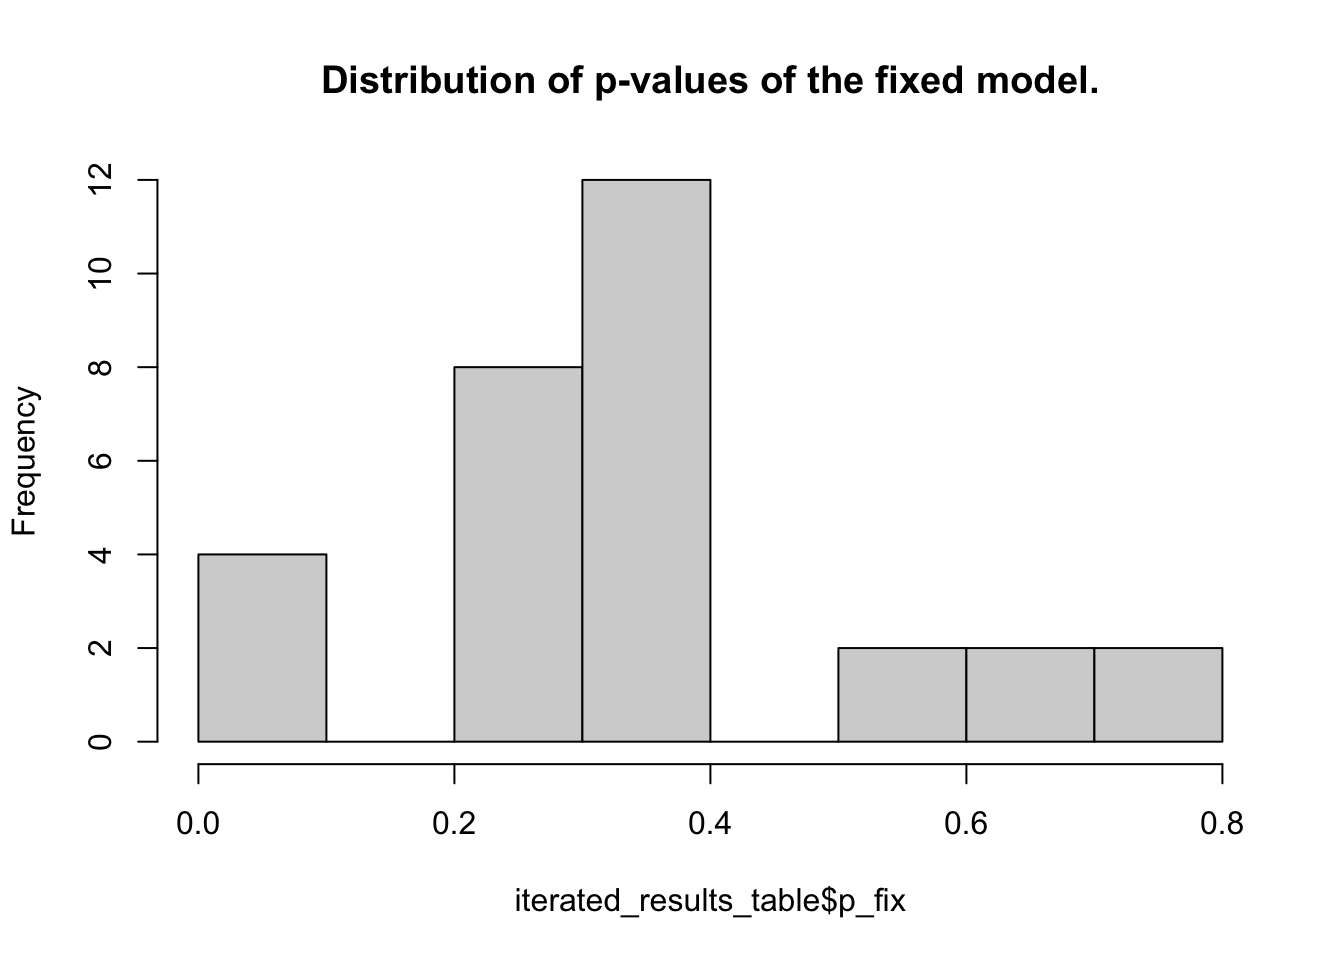 Distribution of p-values of the fixed model.
Frequency
12
10
8
6
4
2
0
0.0 0.2 0.4 0.6 0.8
iterated_results_table$p_fix